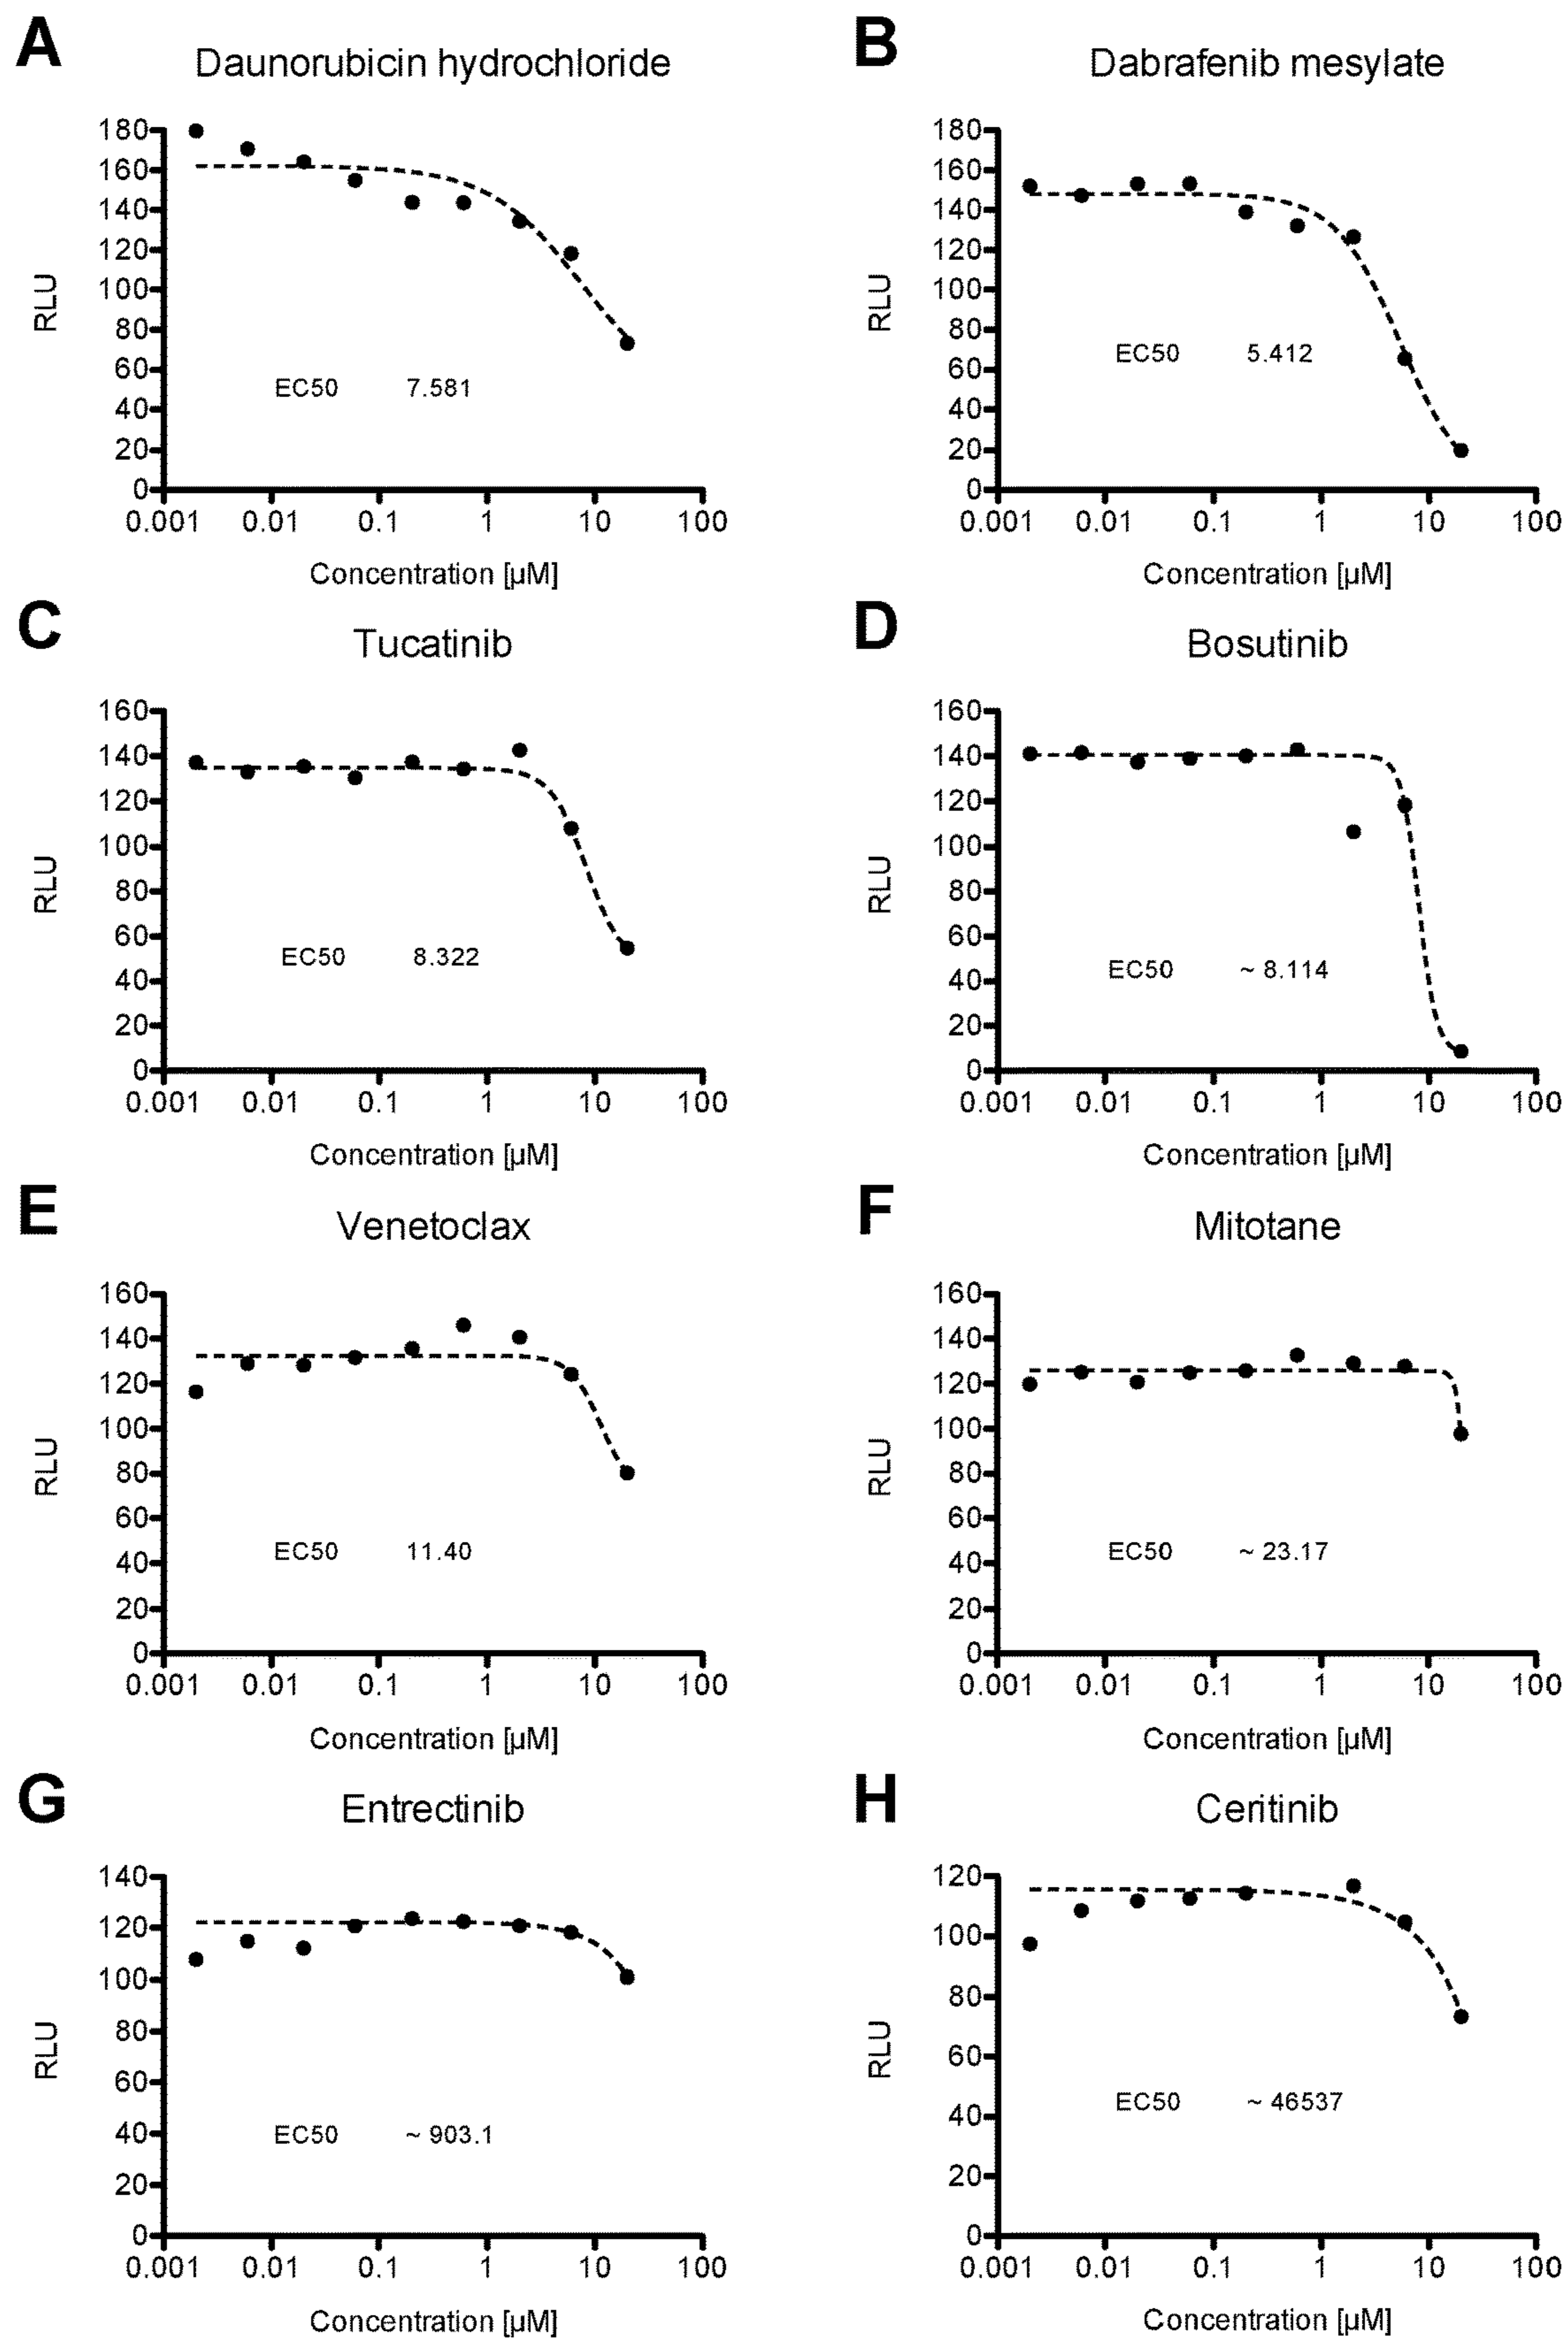 A
Daunorubicin hydrochloride
180
160
140
120
100
80
60
40
20
0
RLU
EC50 7.581
0.001 0.01 0.1 1 10 100
Concentration [µM]
B
Dabrafenib mesylate
180
160
140
120
100
80
60
40
20
0
RLU
EC50 5.412
0.001 0.01 0.1 1 10 100
Concentration [µM]
C
Tucatinib
160
140
120
100
80
60
40
20
0
RLU
EC50 8.322
0.001 0.01 0.1 1 10 100
Concentration [µM]
D
Bosutinib
160
140
120
100
80
60
40
20
0
RLU
EC50 ~ 8.114
0.001 0.01 0.1 1 10 100
Concentration [µM]
E
Venetoclax
160
140
120
100
80
60
40
20
0
RLU
EC50 11.40
0.001 0.01 0.1 1 10 100
Concentration [µM]
F
Mitotane
160
140
120
100
80
60
40
20
0
RLU
EC50 ~ 23.17
0.001 0.01 0.1 1 10 100
Concentration [µM]
G
Entrectinib
140
120
100
80
60
40
20
0
RLU
EC50 ~ 903.1
0.001 0.01 0.1 1 10 100
Concentration [µM]
H
Ceritinib
120
100
80
60
40
20
0
RLU
EC50 ~ 46537
0.001 0.01 0.1 1 10 100
Concentration [µM]